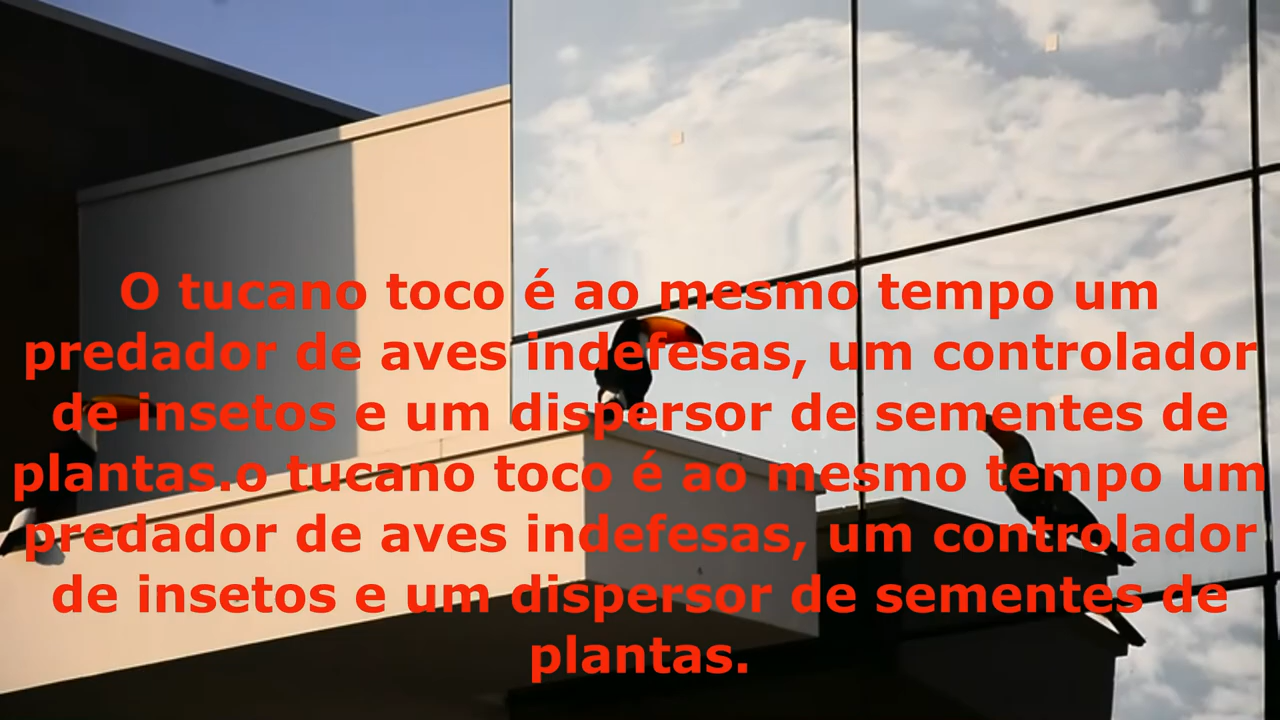 O tucano toco é ao mesmo tempo um
predador de aves indefesas, um controlador
de insetos e um dispersor de sementes de
plantas.o tucano toco é ao mesmo tempo um
predador de aves indefesas, um controlador
de insetos e um dispersor de sementes de
plantas.